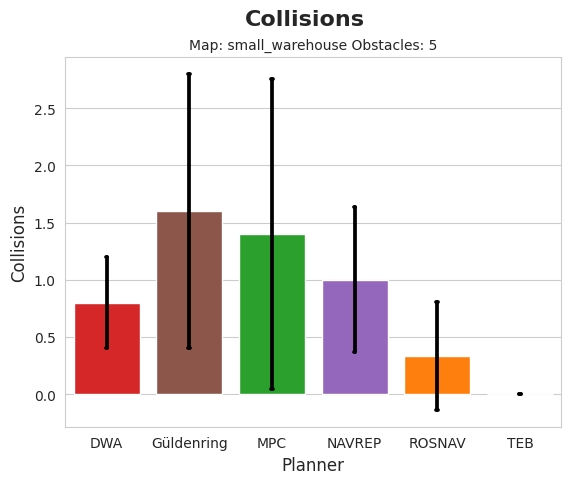 Collisions
Map: small_warehouse Obstacles: 5
2.5
2.0
1.5
1.0
0.5
0.0
Collisions
DWA Güldenring MPC NAVREP ROSNAV TEB
Planner